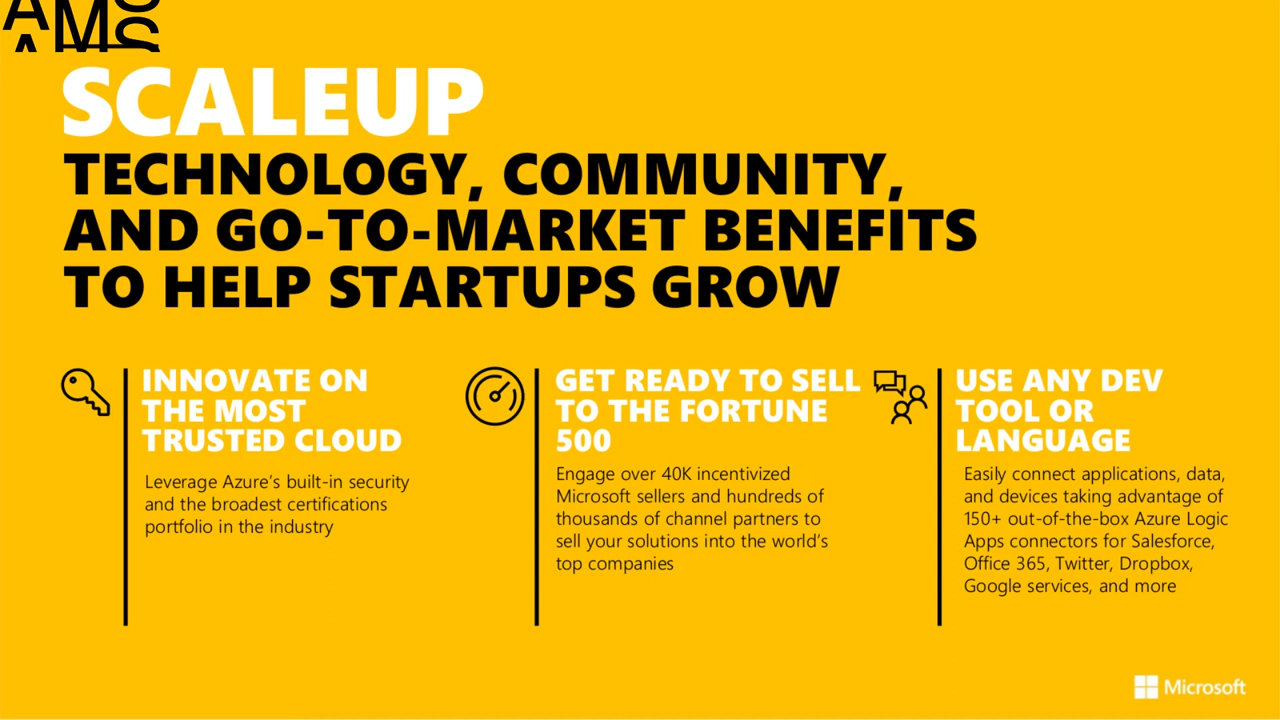 SCALEUP
TECHNOLOGY, COMMUNITY,
AND GO-TO-MARKET BENEFITS
TO HELP STARTUPS GROW
INNOVATE ON
THE MOST
TRUSTED CLOUD
Leverage Azure's built-in security
and the broadest certifications
portfolio in the industry
GET READY TO SELL
TO THE FORTUNE
500
Engage over 40K incentivized
Microsoft sellers and hundreds of
thousands of channel partners to
sell your solutions into the world's
top companies
USE ANY DEV
TOOL OR
LANGUAGE
Easily connect applications, data,
and devices taking advantage of
150+ out-of-the-box Azure Logic
Apps connectors for Salesforce,
Office 365, Twitter, Dropbox,
Google services, and more
Microsoft